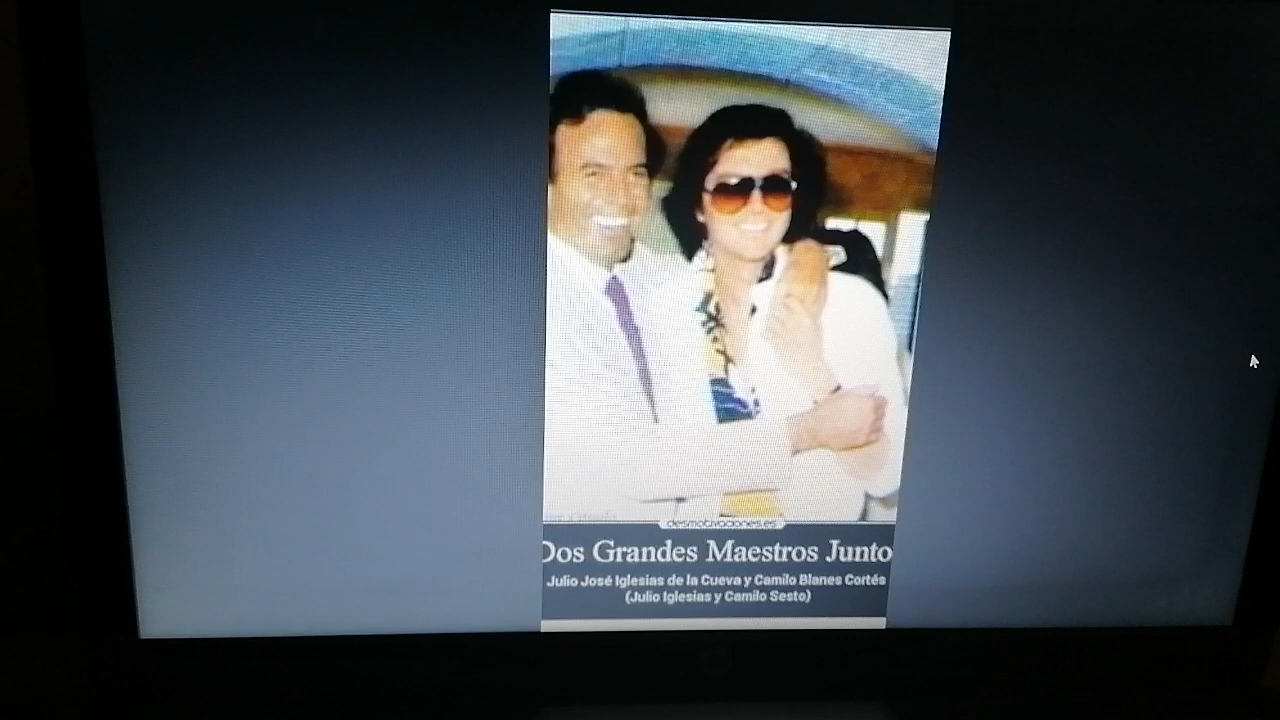 desmotivaciones.es
Dos Grandes Maestros Junto
Julio José Iglesias de la Cueva y Camilo Blanes Cortés
(Julio Iglesias y Camilo Sesto)